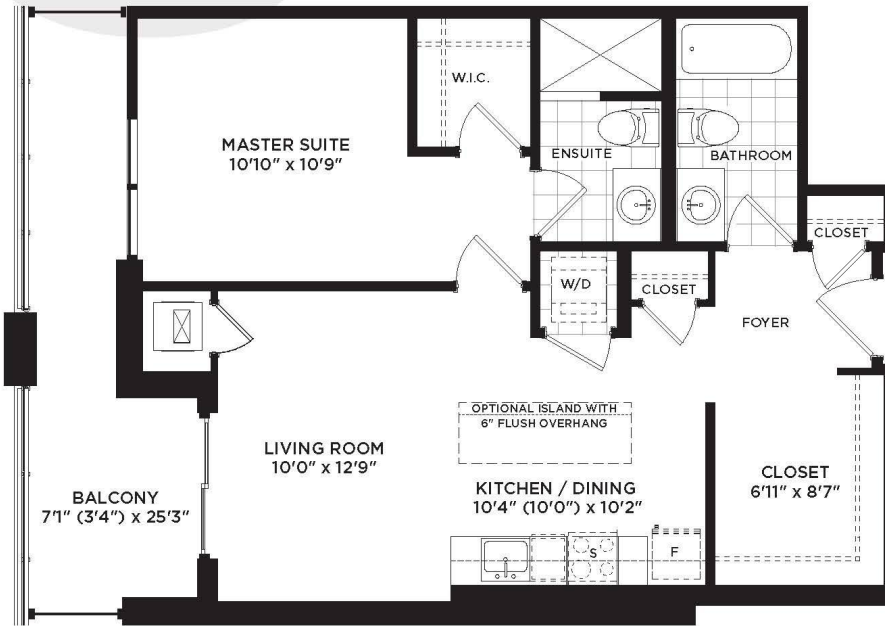 W.I.C.
MASTER SUITE
10'10" x 10'9"
ENSUITE
BATHROOM
CLOSET
W/D
CLOSET
FOYER
OPTIONAL ISLAND WITH
6" FLUSH OVERHANG
LIVING ROOM
10'0" x 12'9"
KITCHEN / DINING
10'4" (10'0") x 10'2"
CLOSET
6'11" x 8'7"
BALCONY
7'1" (3'4") x 25'3"
S
F